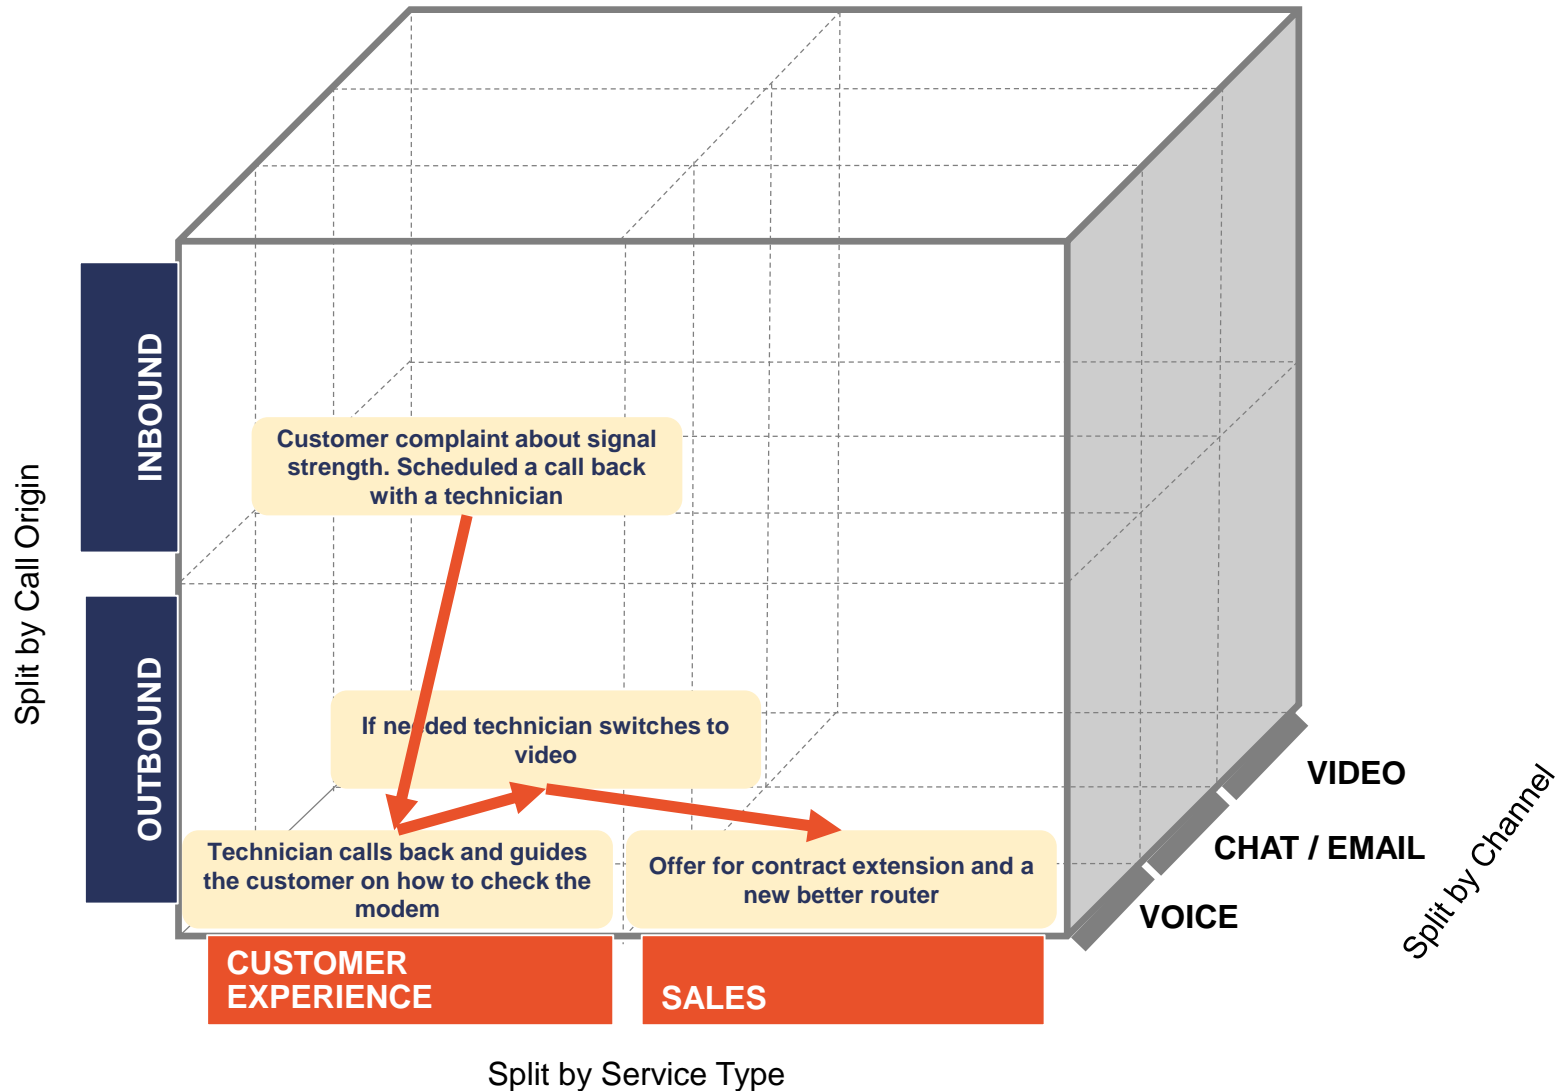 INBOUND
Customer complaint about signal
strength. Scheduled a call back
with a technician
Split by Call Origin
OUTBOUND
If needed technician switches to
video
Technician calls back and guides
the customer on how to check the
modem
Offer for contract extension and a
new better router
VIDEO
CHAT / EMAIL
VOICE
Split by Channel
CUSTOMER
EXPERIENCE
SALES
Split by Service Type